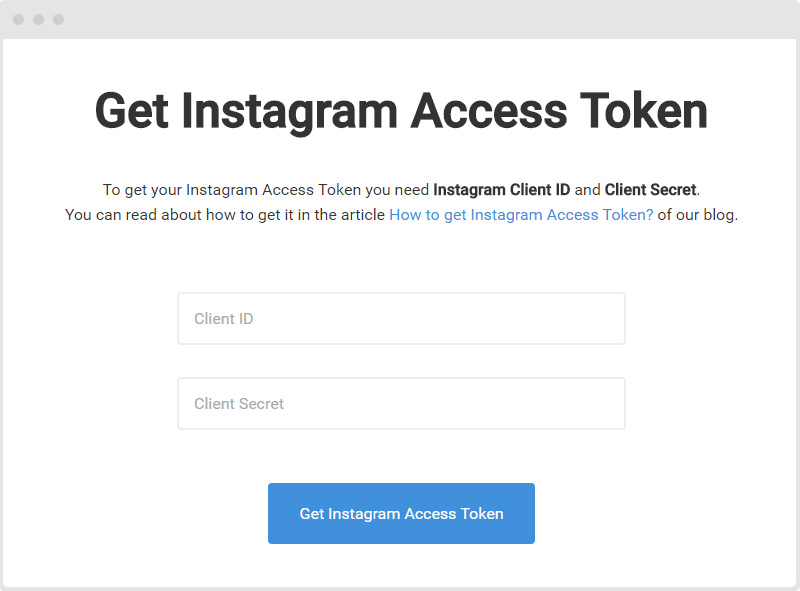 Get Instagram Access Token
To get your Instagram Access Token you need Instagram Client ID and Client Secret.
You can read about how to get it in the article How to get Instagram Access Token? of our blog.
Client ID
Client Secret
Get Instagram Access Token